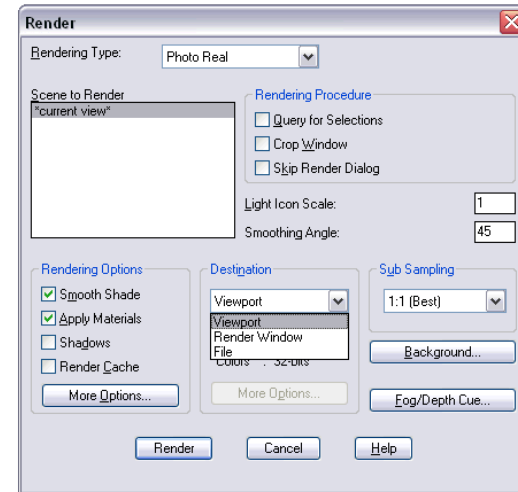 Render
Rendering Type:
Photo Real
Scene to Render
*current view*
Rendering Procedure
Query for Selections
Crop Window
Skip Render Dialog
Light Icon Scale:
1
Smoothing Angle:
45
Rendering Options
Smooth Shade
Apply Materials
Shadows
Render Cache
More Options...
Destination
Viewport
Viewport
Render Window
File
Colors : 32-bits
More Options...
Sub Sampling
1:1 (Best)
Background...
Fog/Depth Cue...
Render
Cancel
Help